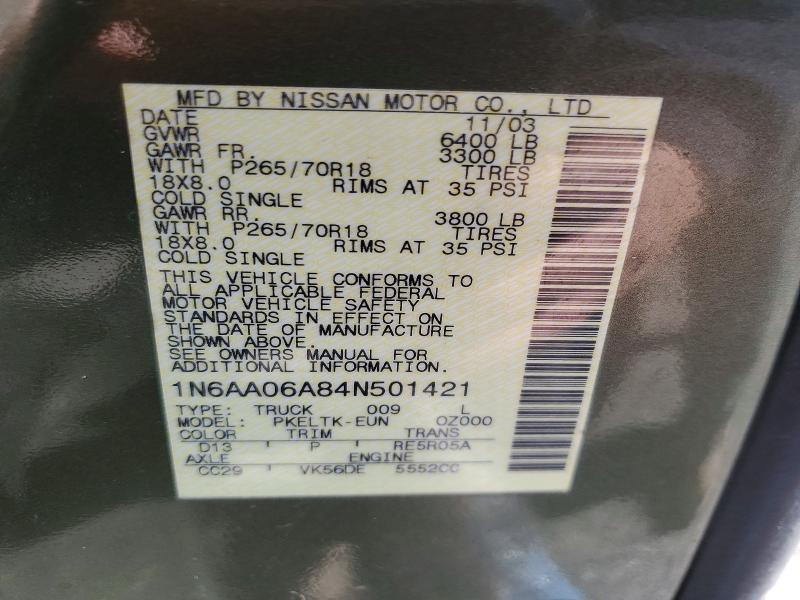 MFD BY NISSAN MOTOR CO., LTD
DATE 11/03
GVWR 6400 LB
GAWR FR. 3300 LB
WITH P265/70R18 TIRES
18X8.0 RIMS AT 35 PSI
COLD SINGLE
GAWR RR. 3800 LB
WITH P265/70R18 TIRES
18X8.0 RIMS AT 35 PSI
COLD SINGLE
THIS VEHICLE CONFORMS TO
ALL APPLICABLE FEDERAL
MOTOR VEHICLE SAFETY
STANDARDS IN EFFECT ON
THE DATE OF MANUFACTURE
SHOWN ABOVE.
SEE OWNERS MANUAL FOR
ADDITIONAL INFORMATION.
1N6AA06A84N501421
TYPE: TRUCK 009 L
MODEL: PKELTK-EUN 0Z000
COLOR TRIM TRANS
D13 P RE5R05A
AXLE ENGINE
CC29 VK56DE 5552CC